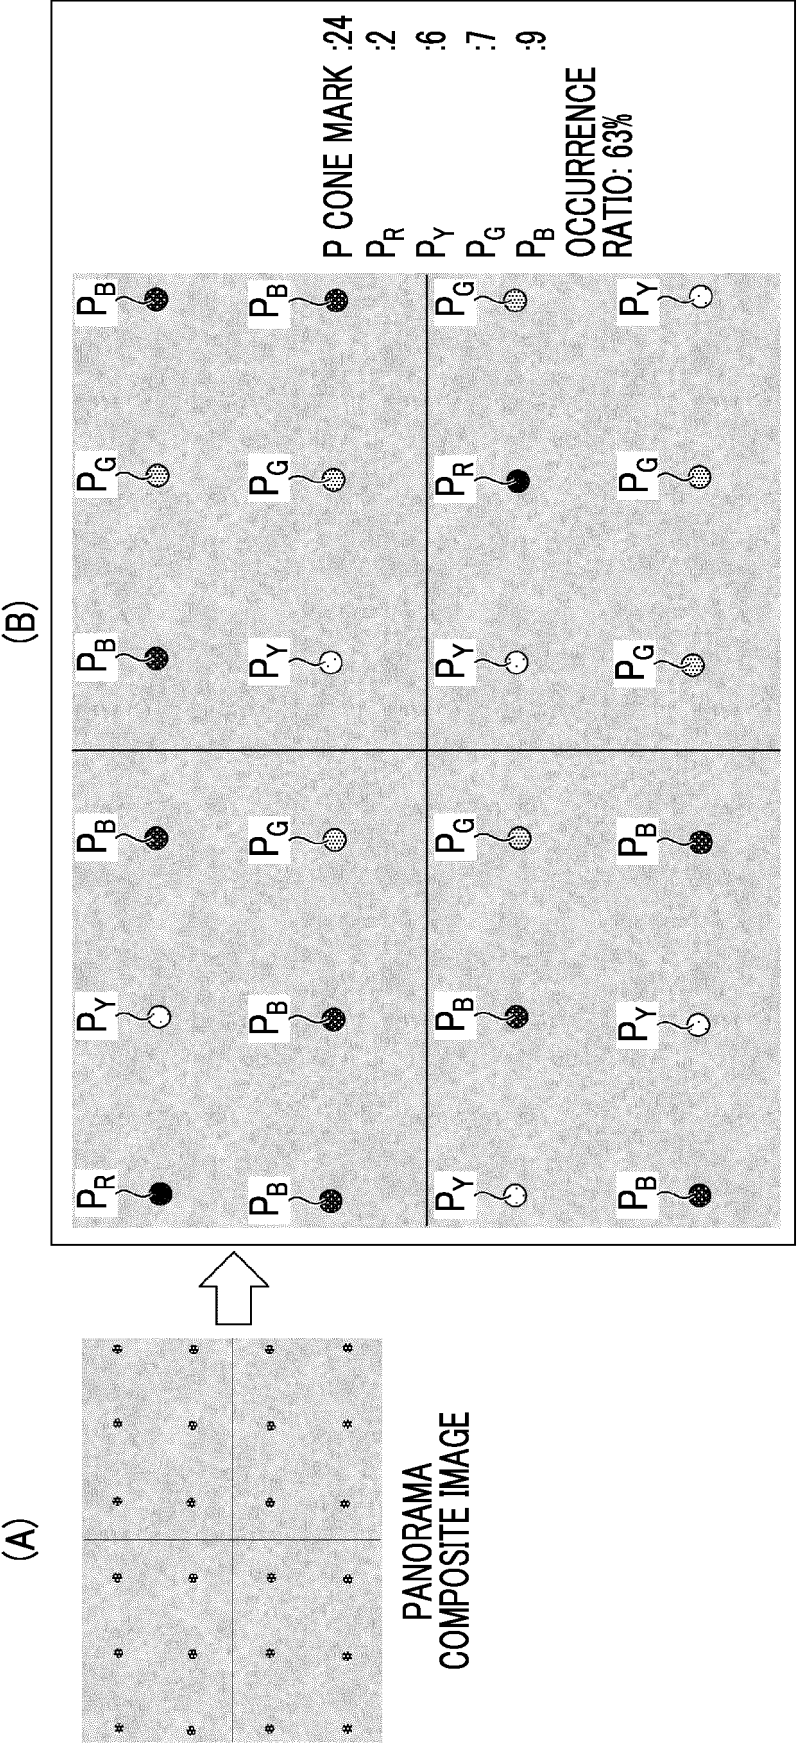 (A)
(B)
PANORAMA
COMPOSITE IMAGE
P_R P_Y P_B P_B P_G P_B
P_B P_B P_G P_Y P_G P_B
P_Y P_B P_G P_Y P_R P_G
P_B P_Y P_B P_G P_G P_Y
P CONE MARK :24
P_R :2
P_Y :6
P_G :7
P_B :9
OCCURRENCE
RATIO: 63%